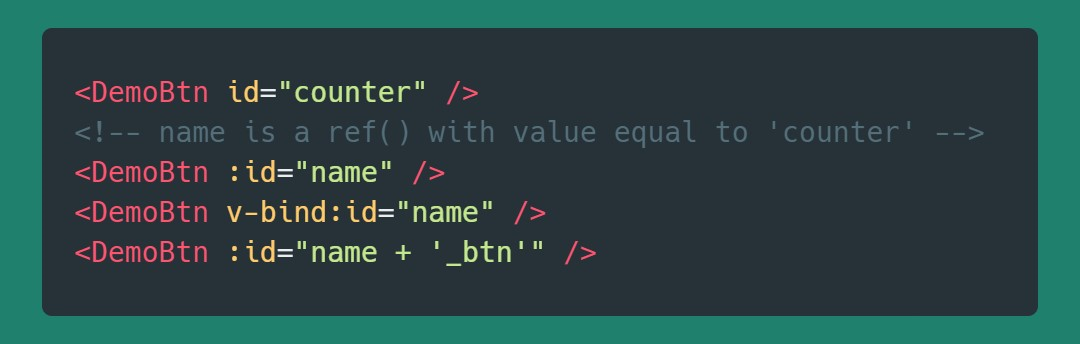 <DemoBtn id="counter" />
<!-- name is a ref() with value equal to 'counter' -->
<DemoBtn :id="name" />
<DemoBtn v-bind:id="name" />
<DemoBtn :id="name + '_btn'" />